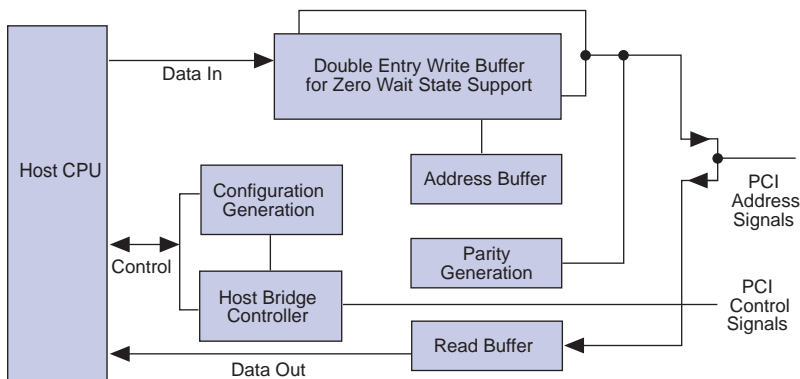 Double Entry Write Buffer
for Zero Wait State Support
Data In
Host CPU
Address Buffer
Configuration
Generation
PCI
Address
Signals
Control
Parity
Generation
Host Bridge
Controller
PCI
Control
Signals
Read Buffer
Data Out